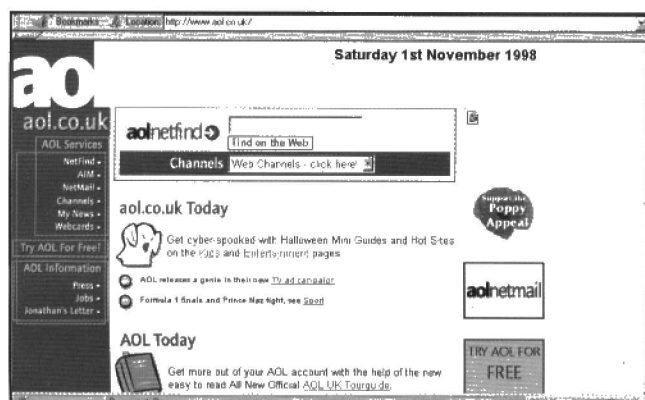 Bookmarks Location: http://www.aol.co.uk/
Saturday 1st November 1998
ao
aol.co.uk
AOL Services
NetFind
AIM
NetMail
Channels
My News
Webcards
Try AOL For Free!
AOL Information
Press
Jobs
Jonathan's Letter
aolnetfind
Find on the Web
Channels Web Channels - click here!
aol.co.uk Today
Get cyber-spooked with Halloween Mini Guides and Hot Sites
on the Kids and Entertainment pages
AOL releases a genie in their new TV ad campaign
Formula 1 finals and Prince Naz fight, see Sport
AOL Today
Get more out of your AOL account with the help of the new
easy to read All New Official AOL UK Tourguide.
Support the
Poppy
Appeal
aolnetmail
TRY AOL FOR
FREE